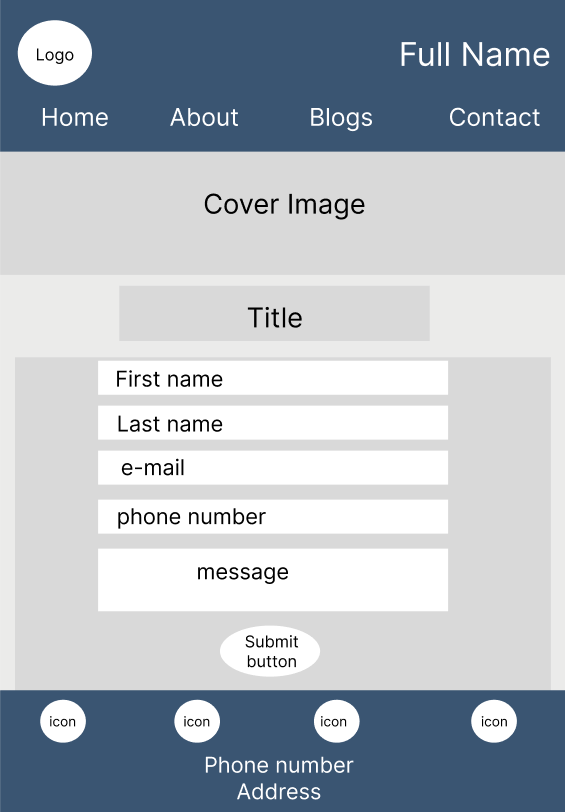 Logo
Full Name
Home About Blogs Contact
Cover Image
Title
First name
Last name
e-mail
phone number
message
Submit
button
icon icon icon icon
Phone number
Address